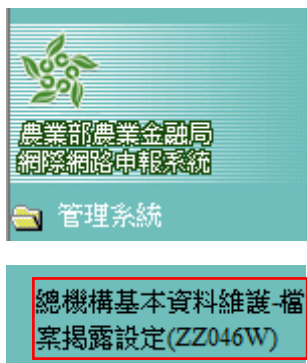 農業部農業金融局
網際網路申報系統
管理系統
總機構基本資料維護-檔
案揭露設定(ZZ046W)